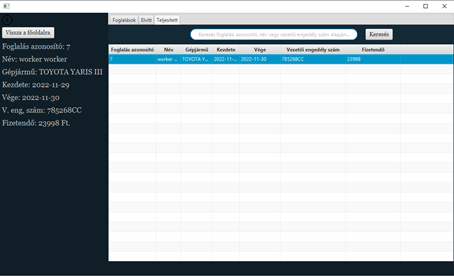 Vissza a főoldalra
Foglalás azonosító: 7
Név: worker worker
Gépjármű: TOYOTA YARIS III
Kezdete: 2022-11-29
Vége: 2022-11-30
V. eng, szám: 785268CC
Fizetendő: 23998 Ft.
Foglalások Elvitt Teljesített
Keresés foglalási azonosító, név vagy vezetői engedély szám alapján... Keresés
Foglalás azonosító Név Gépjármű Kezdete Vége Vezetői engedély szám Fizetendő
7 worker ... TOYOTA Y... 2022-11-... 2022-11-30 785268CC 23998